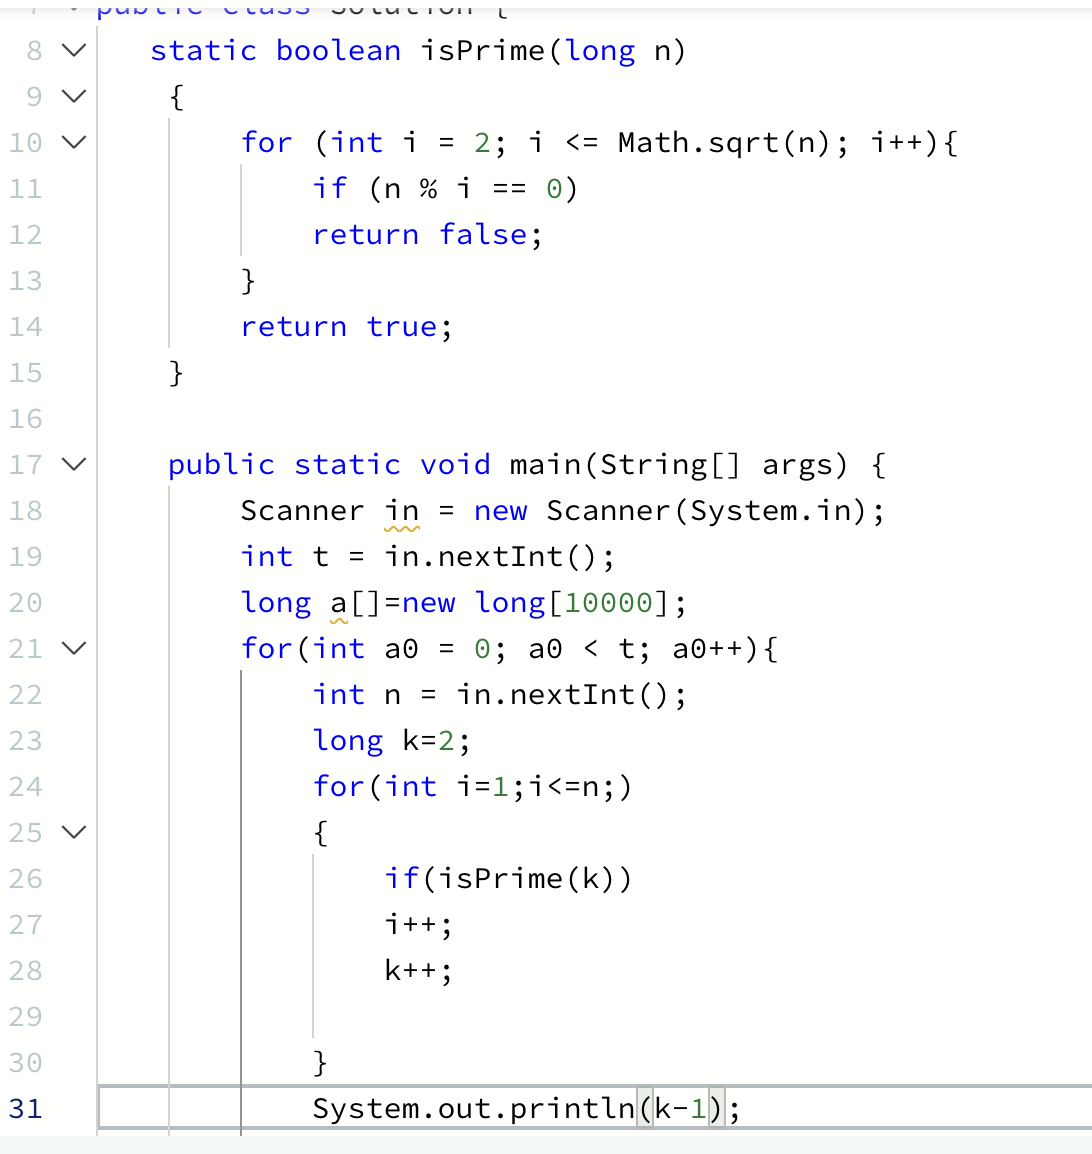 7 public class Solution {
8 static boolean isPrime(long n)
9 {
10 for (int i = 2; i <= Math.sqrt(n); i++){
11 if (n % i == 0)
12 return false;
13 }
14 return true;
15 }
16
17 public static void main(String[] args) {
18 Scanner in = new Scanner(System.in);
19 int t = in.nextInt();
20 long a[]=new long[10000];
21 for(int a0 = 0; a0 < t; a0++){
22 int n = in.nextInt();
23 long k=2;
24 for(int i=1;i<=n;)
25 {
26 if(isPrime(k))
27 i++;
28 k++;
29
30 }
31 System.out.println(k-1);